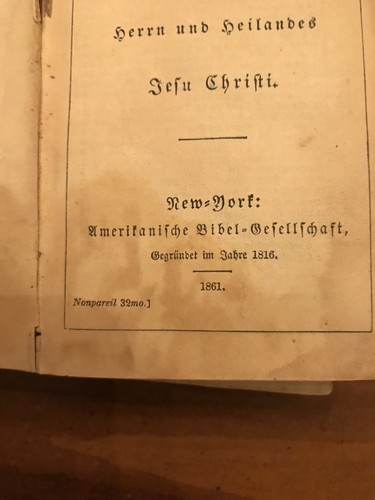 Herrn und Heilandes
Jesu Christi.
New-York:
Amerikanische Bibel-Gesellschaft,
Gegründet im Jahre 1816.
1861.
Nonpareil 32mo.]